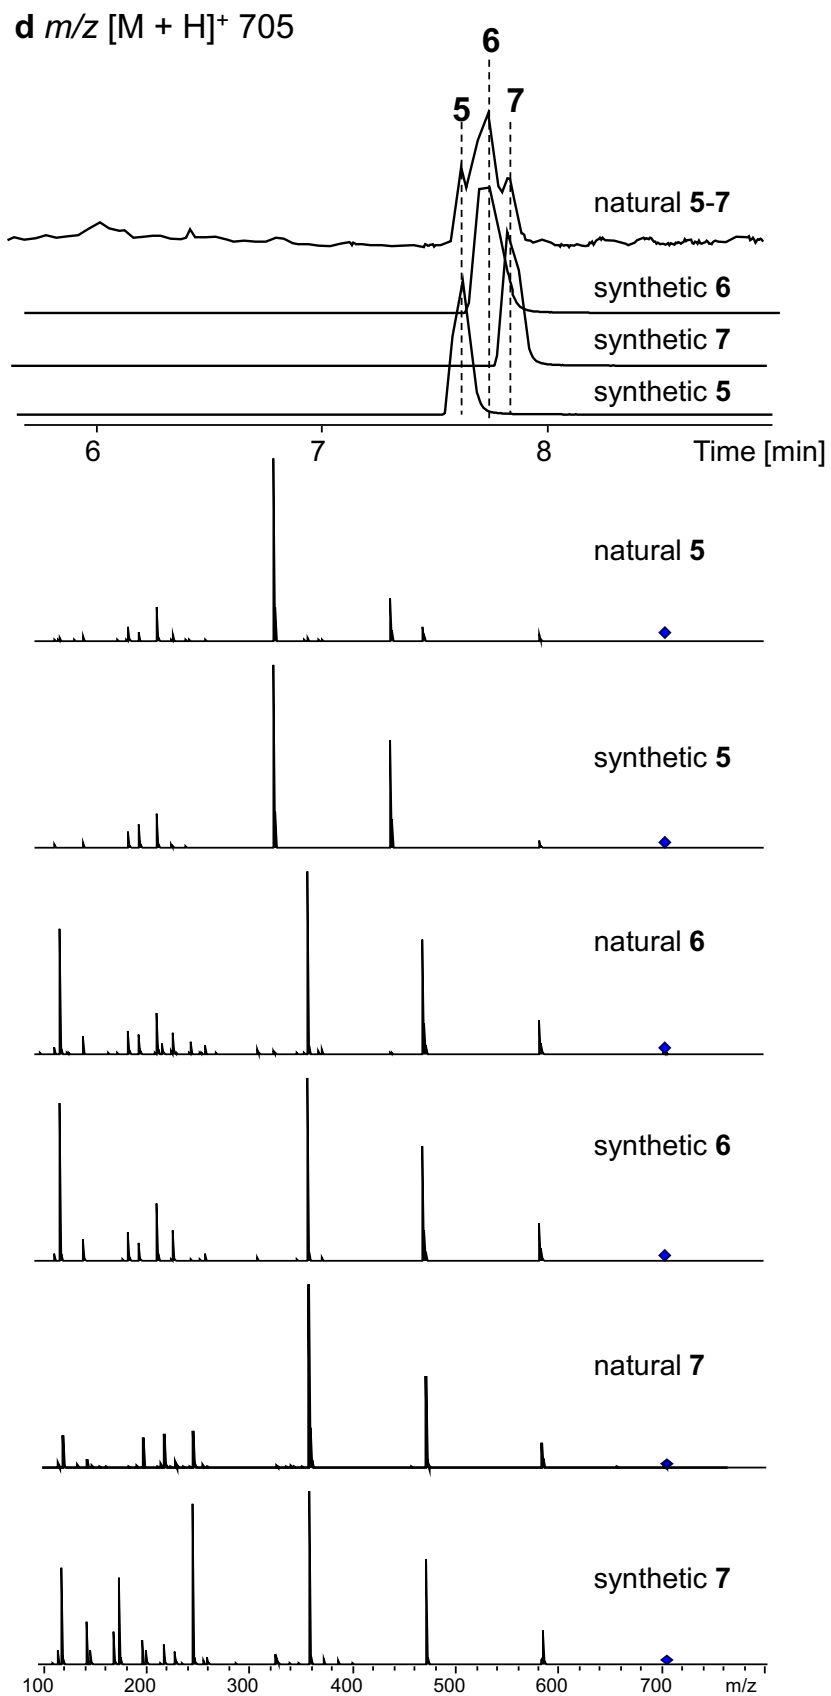 d m/z [M + H]+ 705
6
5 7
natural 5-7
synthetic 6
synthetic 7
synthetic 5
6 7 8 Time [min]
natural 5
synthetic 5
natural 6
synthetic 6
natural 7
synthetic 7
100 200 300 400 500 600 700 m/z